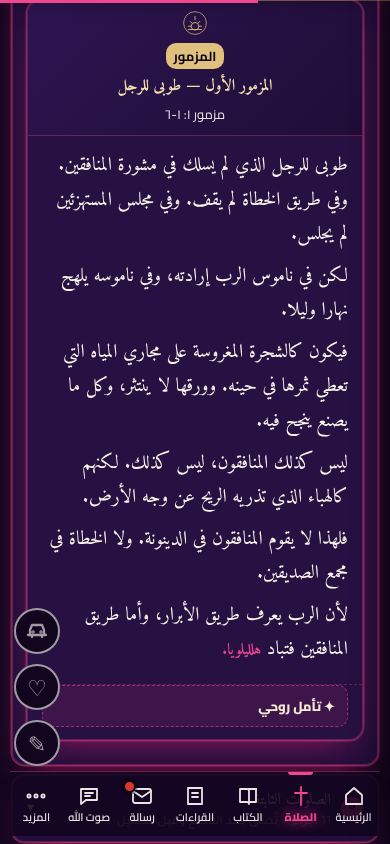 المزمور
المزمور الأول — طوبى للرجل
مزمور ١: ١-٦
طوبى للرجل الذي لم يسلك في مشورة المنافقين.
وفي طريق الخطاة لم يقف. وفي مجلس المستهزئين
لم يجلس.
لكن في ناموس الرب إرادته، وفي ناموسه يلهج
نهارا وليلا.
فيكون كالشجرة المغروسة على مجاري المياه التي
تعطي ثمرها في حينه. وورقها لا ينتثر، وكل ما
يصنع ينجح فيه.
ليس كذلك المنافقون، ليس كذلك. لكنهم
كالهباء الذي تذريه الريح عن وجه الأرض.
فلهذا لا يقوم المنافقون في الدينونة. ولا الخطاة في
مجمع الصديقين.
لأن الرب يعرف طريق الأبرار، وأما طريق
المنافقين فتباد هلليلويا.
✦ تأمل روحي
الرئيسية الصلاة الكتاب القراءات رسالة صوت الله المزيد